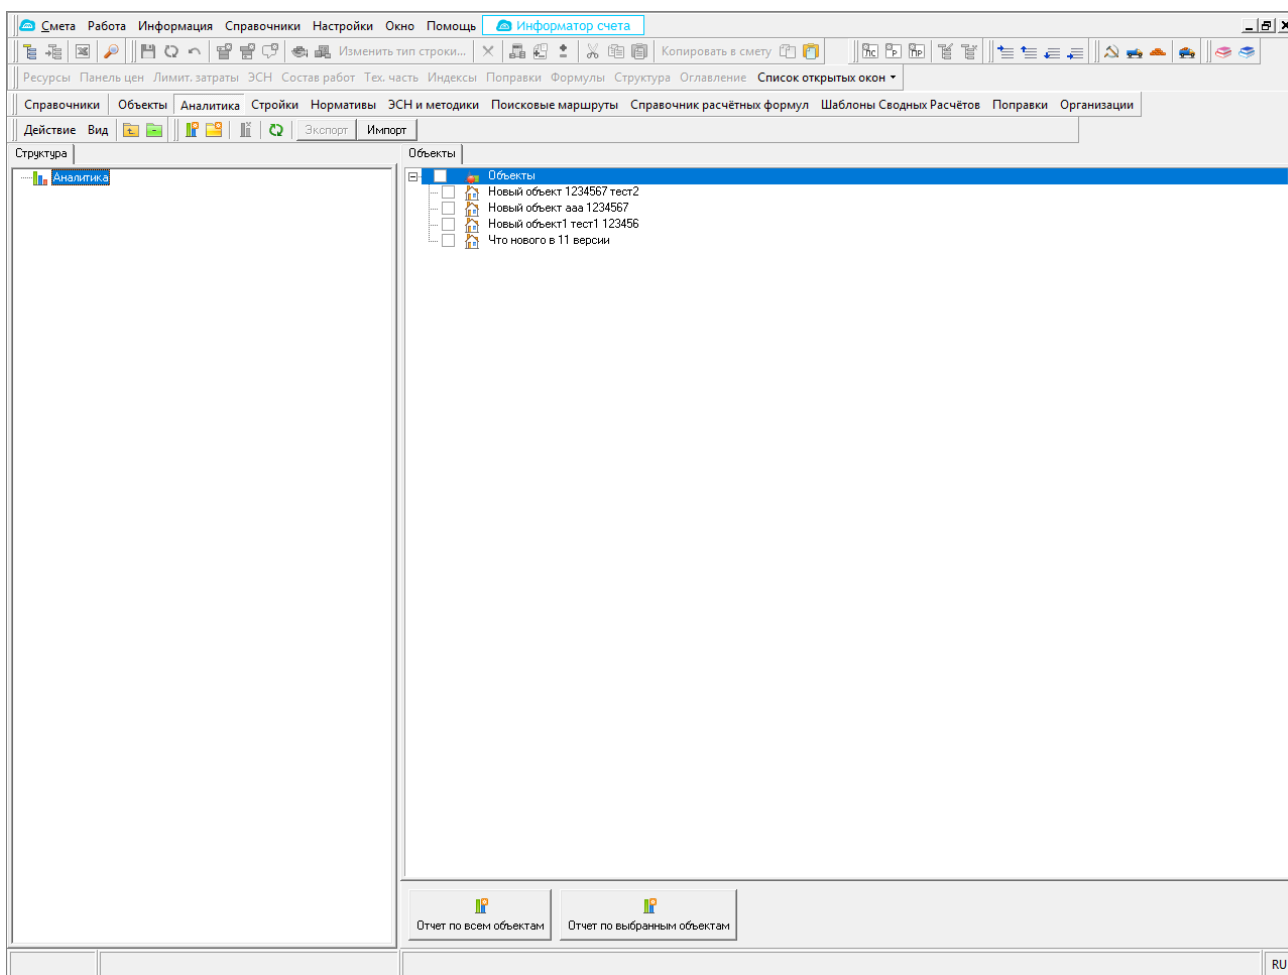 Смета Работа Информация Справочники Настройки Окно Помощь Информатор счета
Изменить тип строки... Копировать в смету
Ресурсы Панель цен Лимит. затраты ЭСН Состав работ Тех. часть Индексы Поправки Формулы Структура Оглавление Список открытых окон
Справочники Объекты Аналитика Стройки Нормативы ЭСН и методики Поисковые маршруты Справочник расчётных формул Шаблоны Сводных Расчётов Поправки Организации
Действие Вид Экспорт Импорт
Структура Объекты
Аналитика Объекты
Новый объект 1234567 тест2
Новый объект ааа 1234567
Новый объект1 тест1 123456
Что нового в 11 версии
Отчет по всем объектам Отчет по выбранным объектам
RU